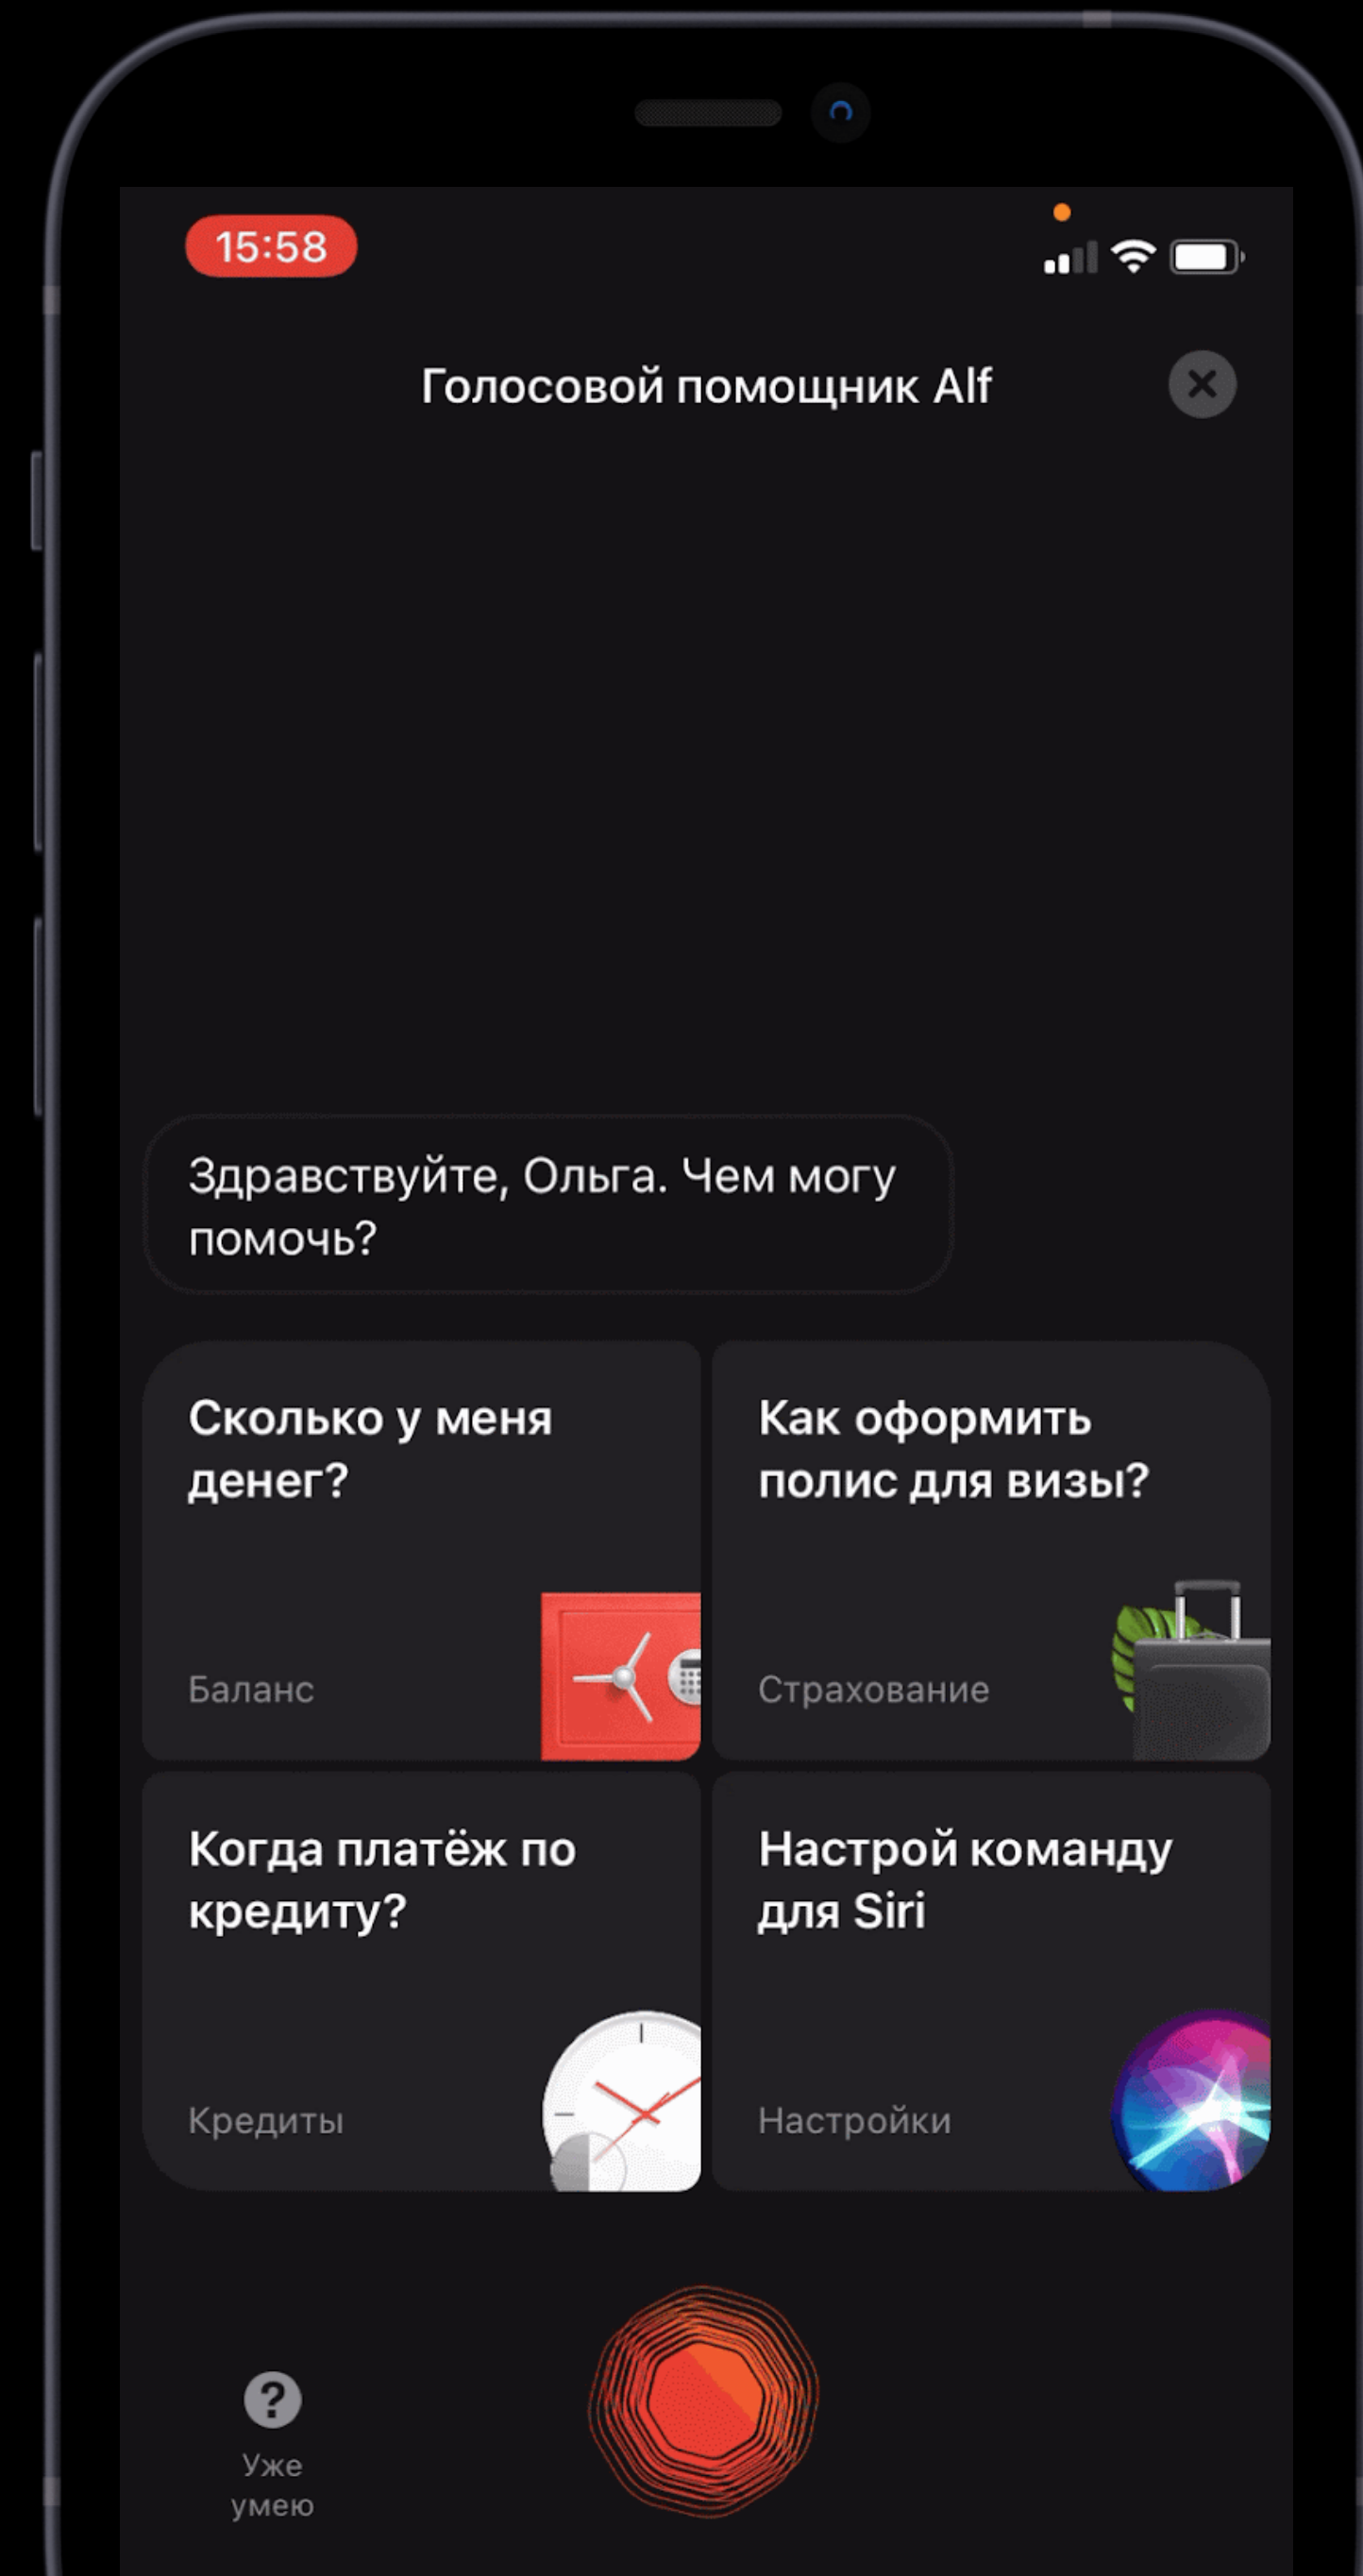 15:58
Голосовой помощник Alf
Здравствуйте, Ольга. Чем могу
помочь?
Сколько у меня
денег?
Баланс
Как оформить
полис для визы?
Страхование
Когда платёж по
кредиту?
Кредиты
Настрой команду
для Siri
Настройки
?
Уже
умею